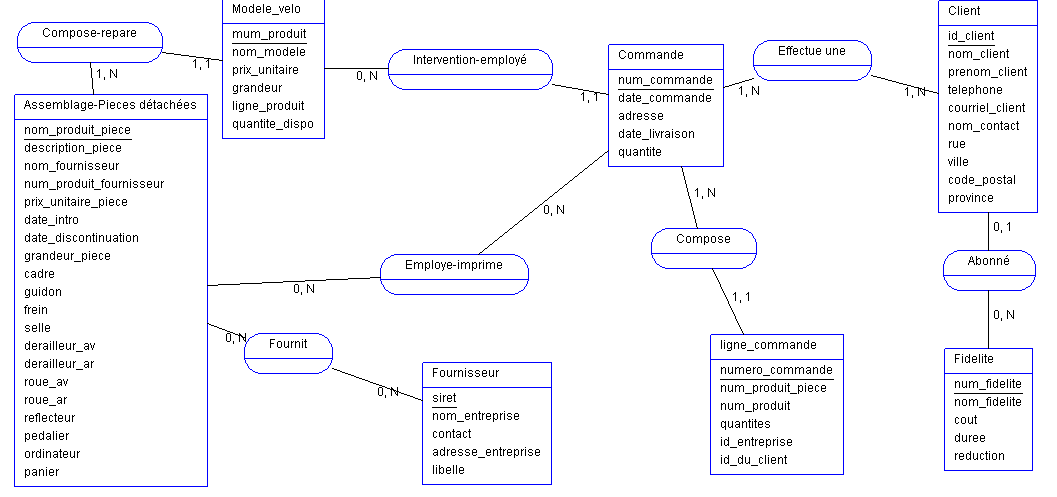 Modele_velo
mum_produit
nom_modele
prix_unitaire
grandeur
ligne_produit
quantite_dispo
Compose-repare
1, 1
1, N
Assemblage-Pieces détachées
nom_produit_piece
description_piece
nom_fournisseur
num_produit_fournisseur
prix_unitaire_piece
date_intro
date_discontinuation
grandeur_piece
cadre
guidon
frein
selle
derailleur_av
derailleur_ar
roue_av
roue_ar
reflecteur
pedalier
ordinateur
panier
Intervention-employé
0, N
1, 1
Commande
num_commande
date_commande
adresse
date_livraison
quantite
Effectue une
1, N
1, N
Client
id_client
nom_client
prenom_client
telephone
courriel_client
nom_contact
rue
ville
code_postal
province
0, N
Employe-imprime
0, N
1, N
Compose
1, 1
0, 1
Abonné
0, N
0, N
Fournit
0, N
Fournisseur
siret
nom_entreprise
contact
adresse_entreprise
libelle
ligne_commande
numero_commande
num_produit_piece
num_produit
quantites
id_entreprise
id_du_client
Fidelite
num_fidelite
nom_fidelite
cout
duree
reduction